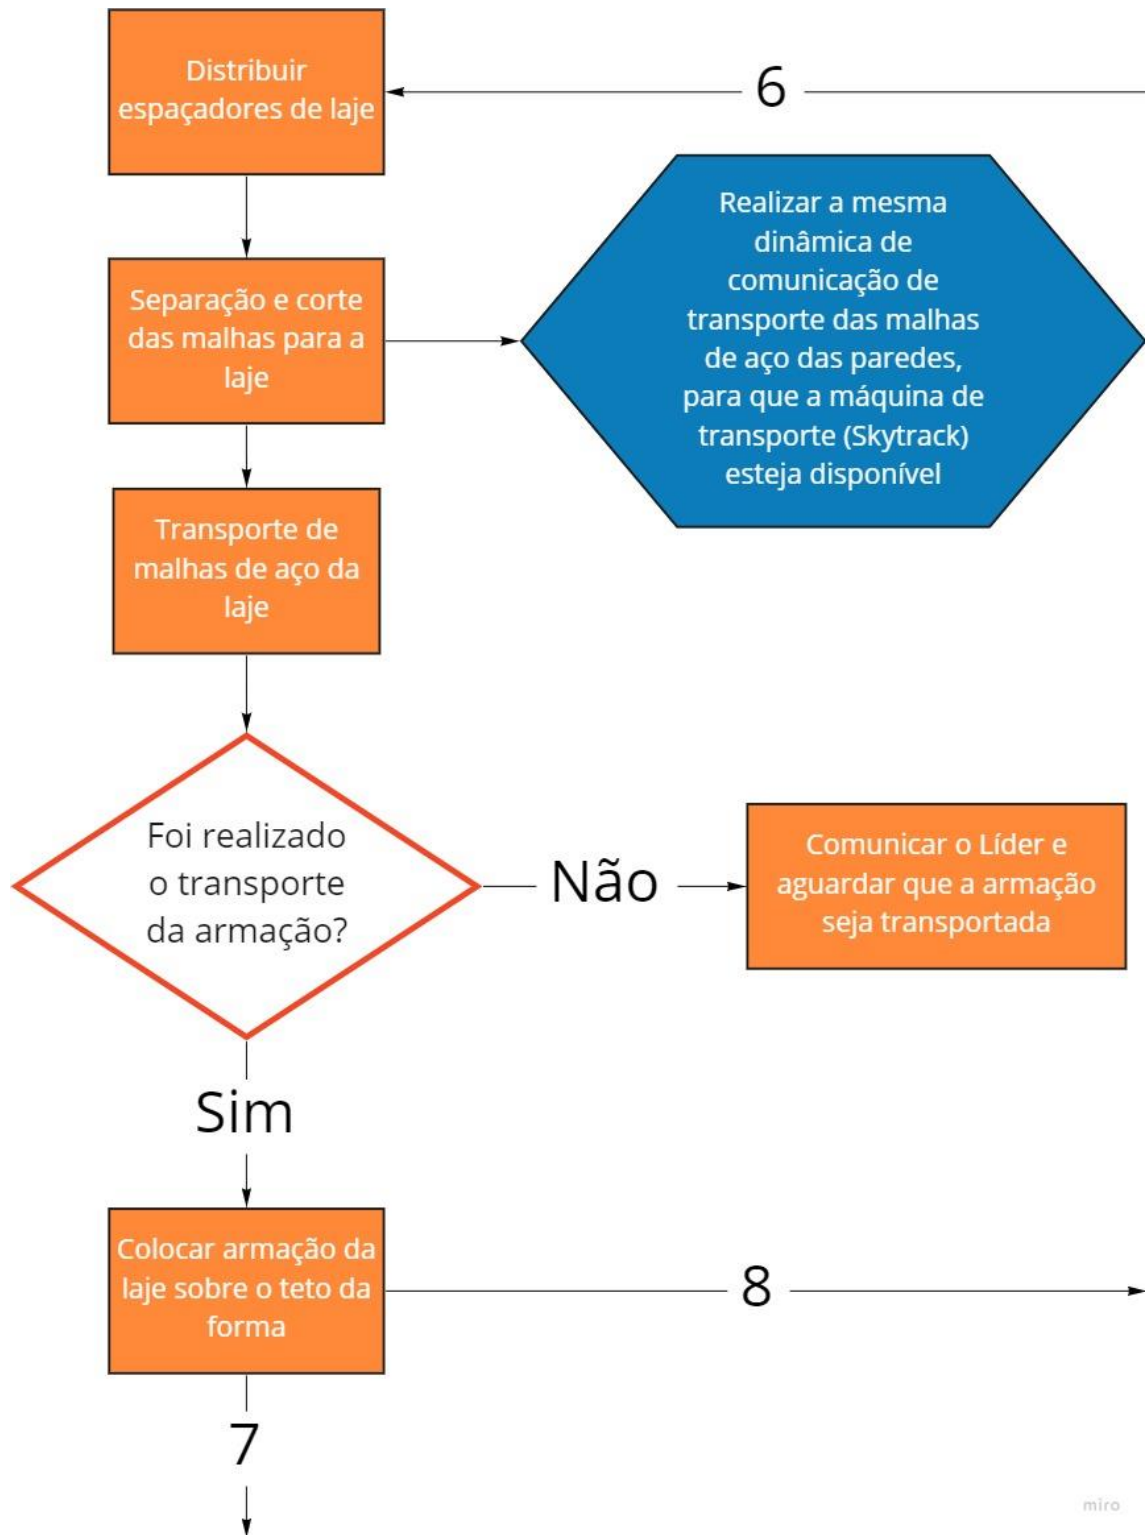 Distribuir
espaçadores de laje
6
Realizar a mesma
dinâmica de
comunicação de
transporte das malhas
de aço das paredes,
para que a máquina de
transporte (Skytrack)
esteja disponível
Separação e corte
das malhas para a
laje
Transporte de
malhas de aço da
laje
Foi realizado
o transporte
da armação?
Não
Comunicar o Líder e
aguardar que a armação
seja transportada
Sim
Colocar armação da
laje sobre o teto da
forma
8
7
miro